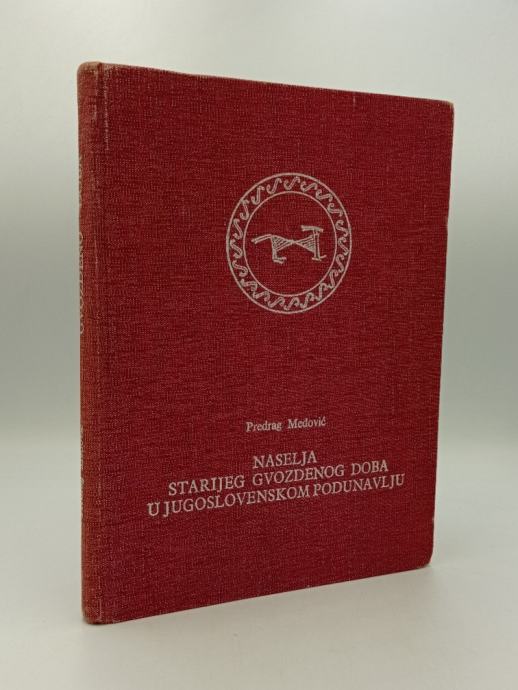 Predrag Medović
NASELJA
STARIJEG GVOZDENOG DOBA
U JUGOSLOVENSKOM PODUNAVLJU